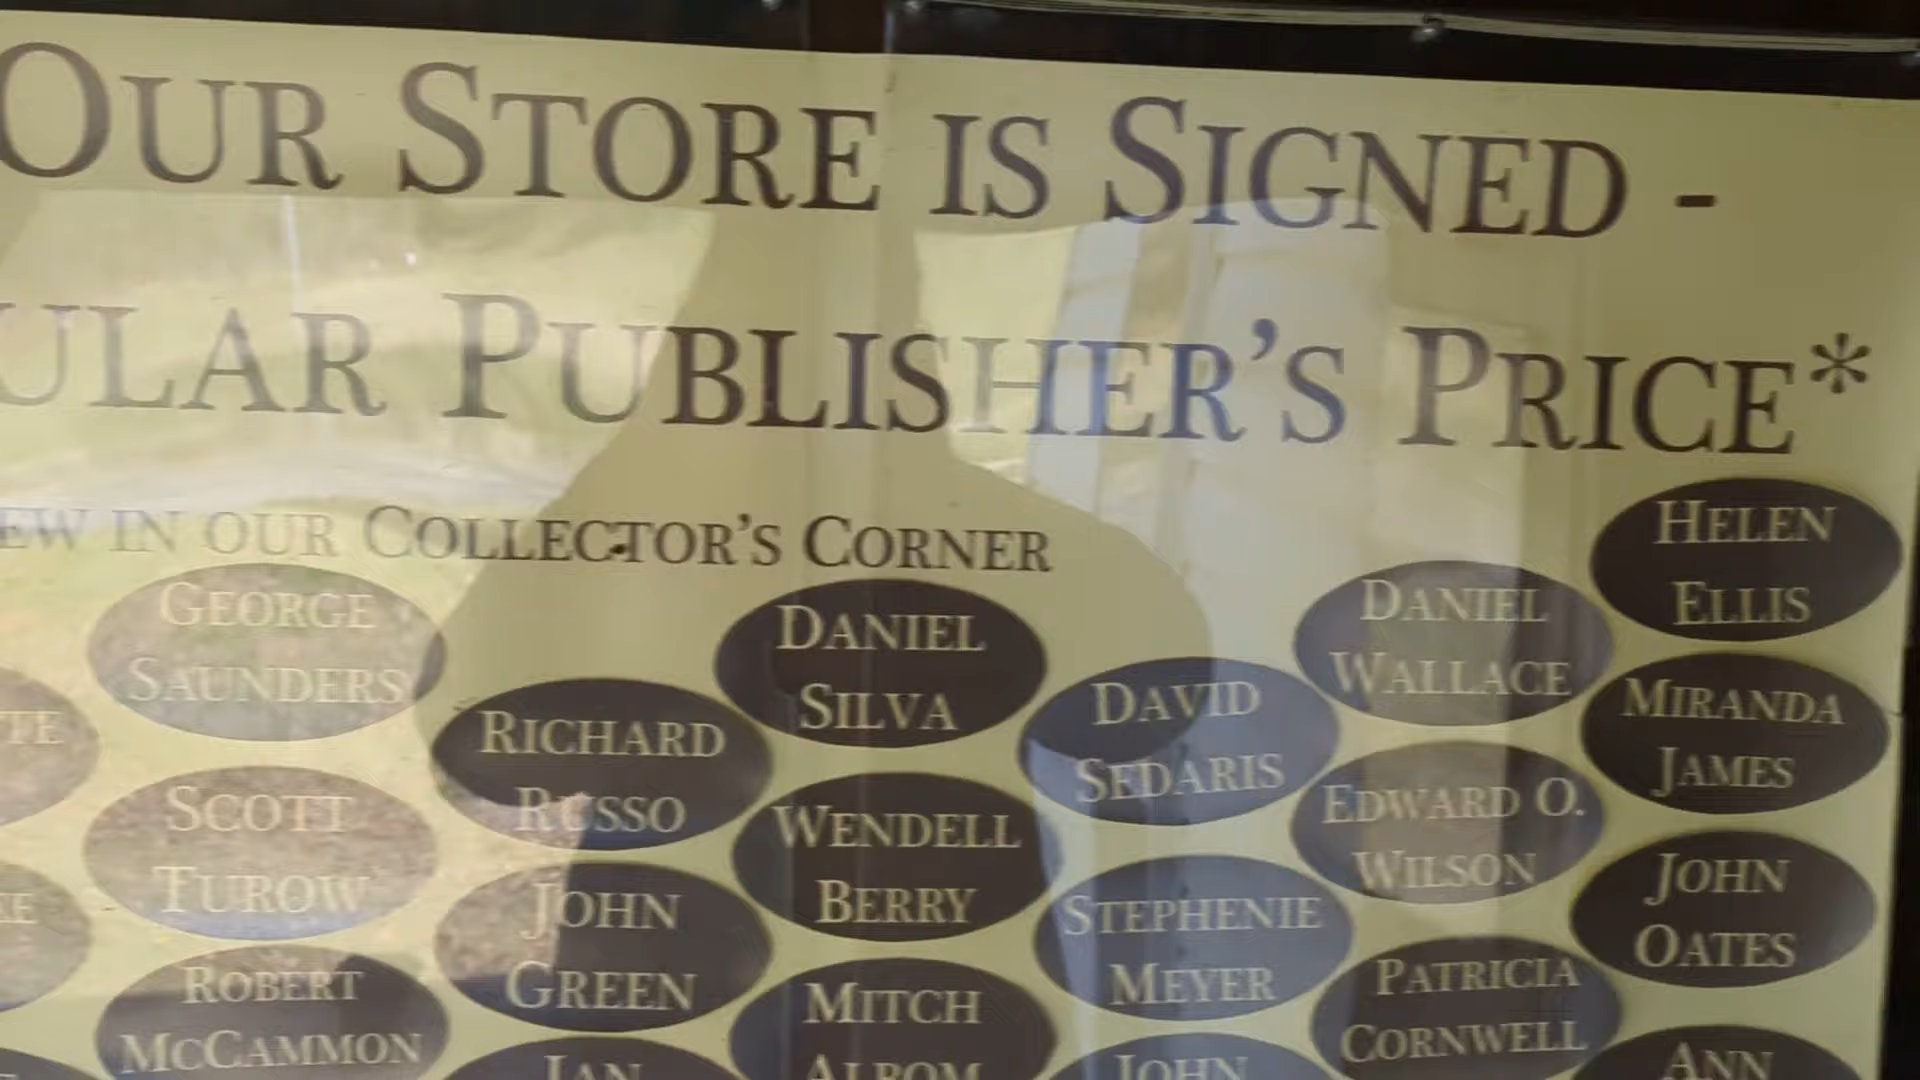 OUR STORE IS SIGNED -
ULAR PUBLISHER'S PRICE*
EW IN OUR COLLECTOR'S CORNER
HELEN
ELLIS
GEORGE
SAUNDERS
DANIEL
SILVA
DANIEL
WALLACE
RICHARD
RUSSO
DAVID
SEDARIS
MIRANDA
JAMES
SCOTT
TUROW
WENDELL
BERRY
EDWARD O.
WILSON
JOHN
GREEN
STEPHENIE
MEYER
JOHN
OATES
ROBERT
MCCAMMON
MITCH
ALBOM
PATRICIA
CORNWELL
IAN
JOHN
ANN